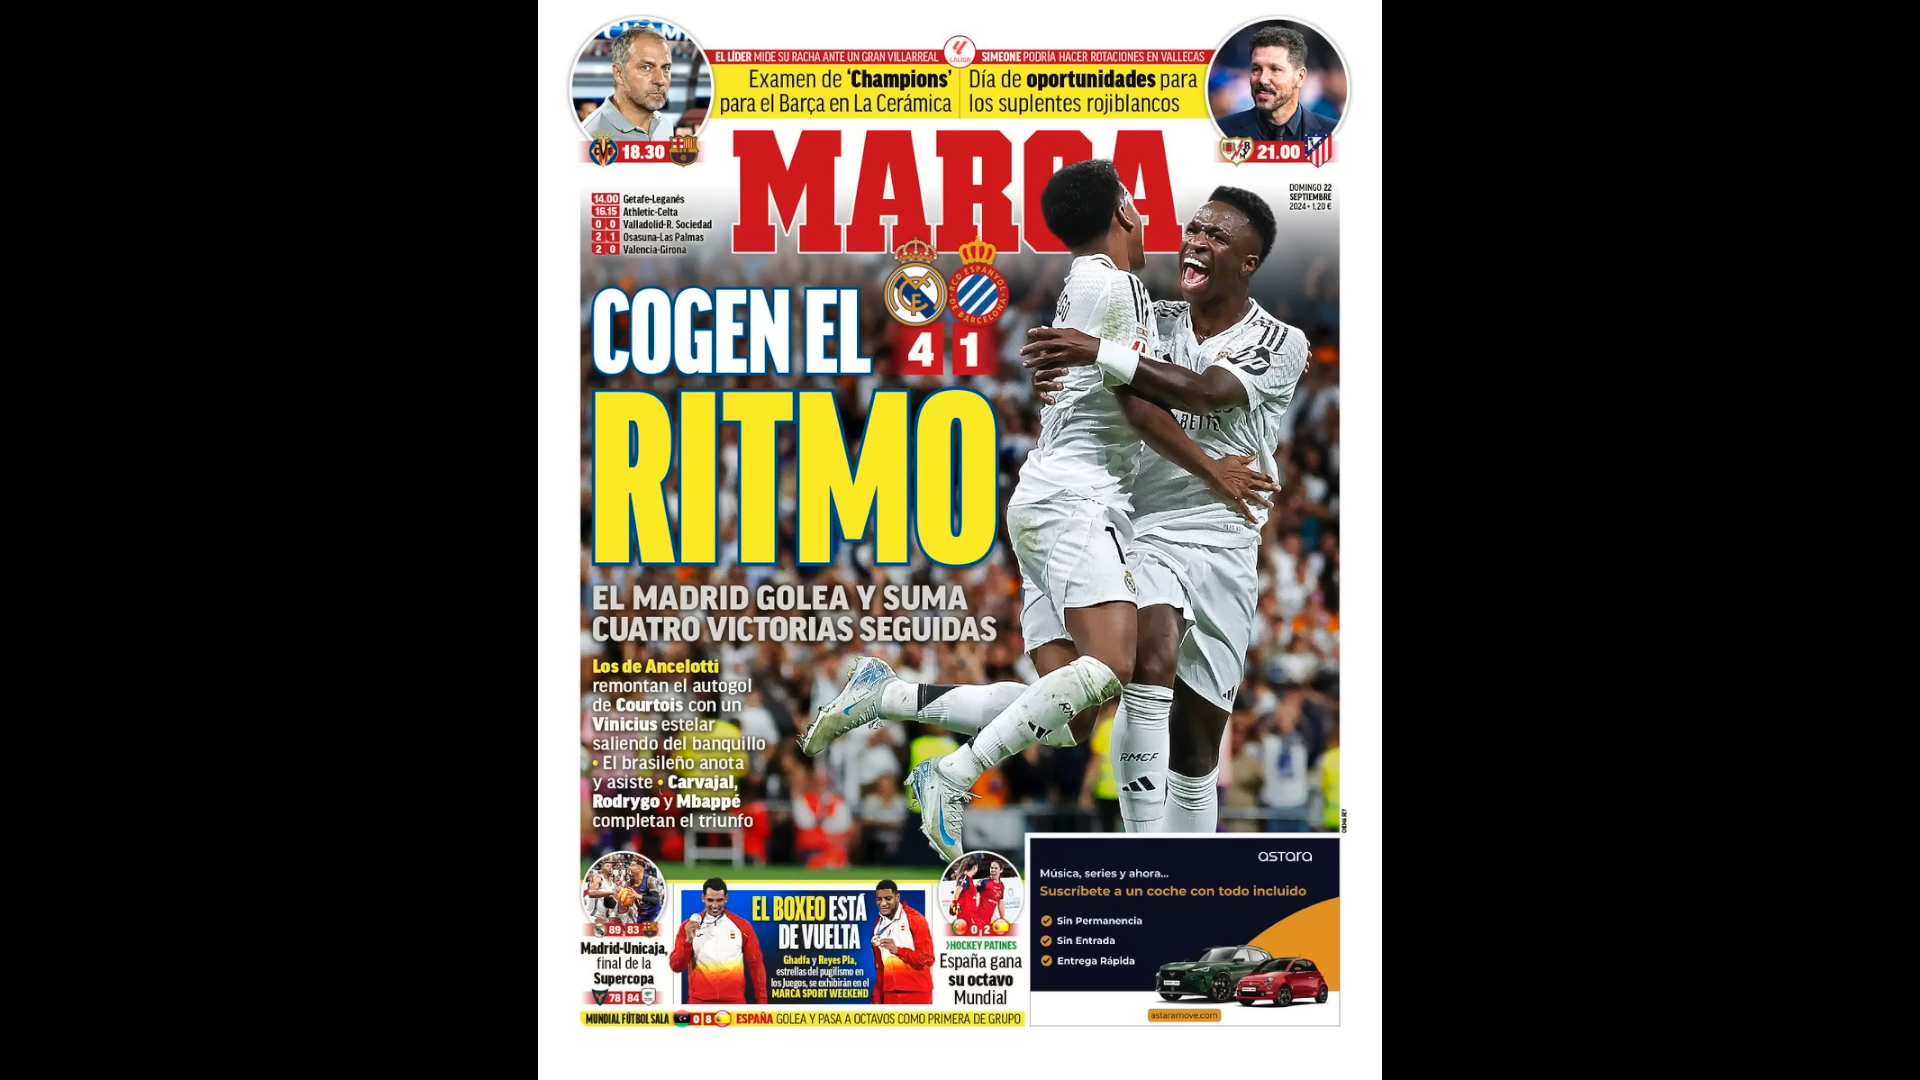 EL LÍDER MIDE SU RACHA ANTE UN GRAN VILLARREAL
Examen de ‘Champions’
para el Barça en La Cerámica
18.30
LALIGA
SIMEONE PODRÍA HACER ROTACIONES EN VALLECAS
Día de oportunidades para
los suplentes rojiblancos
21.00
MARCA
DOMINGO 22
SEPTIEMBRE
2024 • 1,20 €
14.00 Getafe-Leganés
16.15 Athletic-Celta
0 0 Valladolid-R. Sociedad
2 1 Osasuna-Las Palmas
2 0 Valencia-Girona
RCD ESPANYOL
DE BARCELONA
4 1
COGEN EL
RITMO
EL MADRID GOLEA Y SUMA
CUATRO VICTORIAS SEGUIDAS
Los de Ancelotti
remontan el autogol
de Courtois con un
Vinicius estelar
saliendo del banquillo
• El brasileño anota
y asiste • Carvajal,
Rodrygo y Mbappé
completan el triunfo
RMCF
89 83
Madrid-Unicaja,
final de la
Supercopa
78 84
EL BOXEO ESTÁ
DE VUELTA
Ghadfa y Reyes Pla,
estrellas del pugilismo en
los Juegos, se exhibirán en el
MARCA SPORT WEEKEND
0 2
>HOCKEY PATINES
España gana
su octavo
Mundial
MUNDIAL FÚTBOL SALA 0 8 ESPAÑA GOLEA Y PASA A OCTAVOS COMO PRIMERA DE GRUPO
astara
Música, series y ahora...
Suscríbete a un coche con todo incluido
Sin Permanencia
Sin Entrada
Entrega Rápida
astaramove.com